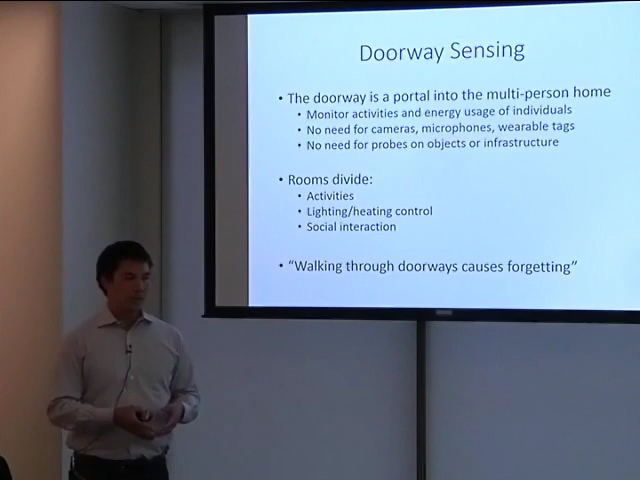 Doorway Sensing
• The doorway is a portal into the multi-person home
• Monitor activities and energy usage of individuals
• No need for cameras, microphones, wearable tags
• No need for probes on objects or infrastructure
• Rooms divide:
• Activities
• Lighting/heating control
• Social interaction
• “Walking through doorways causes forgetting”